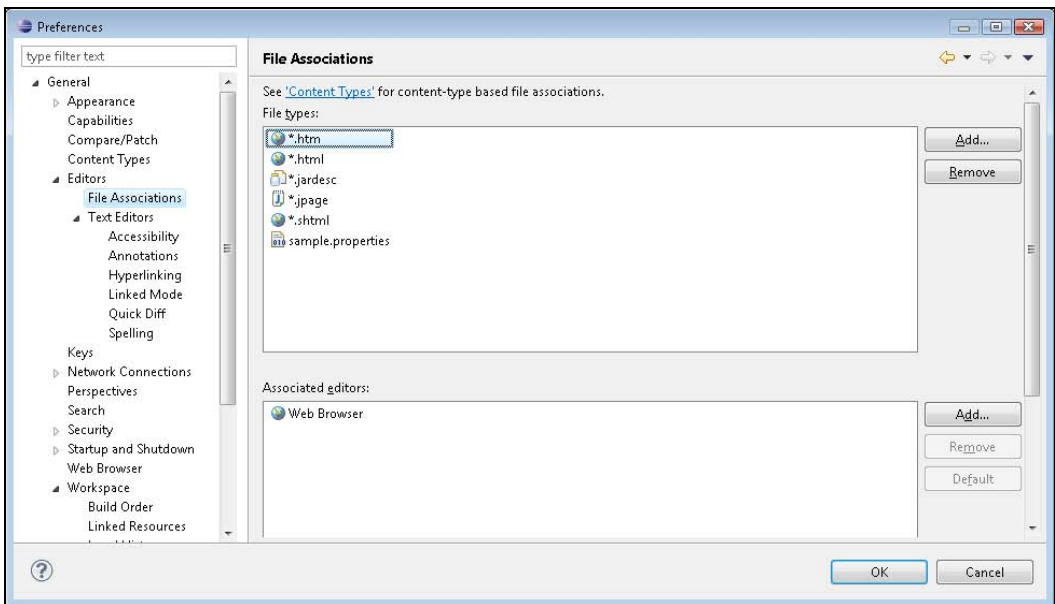 Preferences
type filter text
General
Appearance
Capabilities
Compare/Patch
Content Types
Editors
File Associations
Text Editors
Accessibility
Annotations
Hyperlinking
Linked Mode
Quick Diff
Spelling
Keys
Network Connections
Perspectives
Search
Security
Startup and Shutdown
Web Browser
Workspace
Build Order
Linked Resources
File Associations
See 'Content Types' for content-type based file associations.
File types:
*.htm
*.html
*.jardesc
*.jpage
*.shtml
sample.properties
Add...
Remove
Associated editors:
Web Browser
Add...
Remove
Default
OK
Cancel